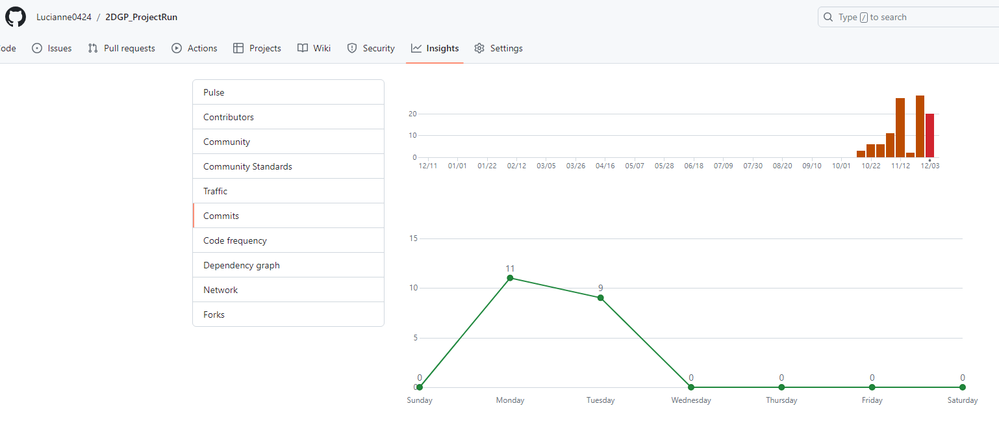 Lucianne0424 / 2DGP_ProjectRun
Type / to search
ode Issues Pull requests Actions Projects Wiki Security Insights Settings
Pulse
Contributors
Community
Community Standards
Traffic
Commits
Code frequency
Dependency graph
Network
Forks
20
10
0
12/11 01/01 01/22 02/12 03/05 03/26 04/16 05/07 05/28 06/18 07/09 07/30 08/20 09/10 10/01 10/22 11/12 12/03
15
10
5
0
11
9
0 0 0 0 0
Sunday Monday Tuesday Wednesday Thursday Friday Saturday